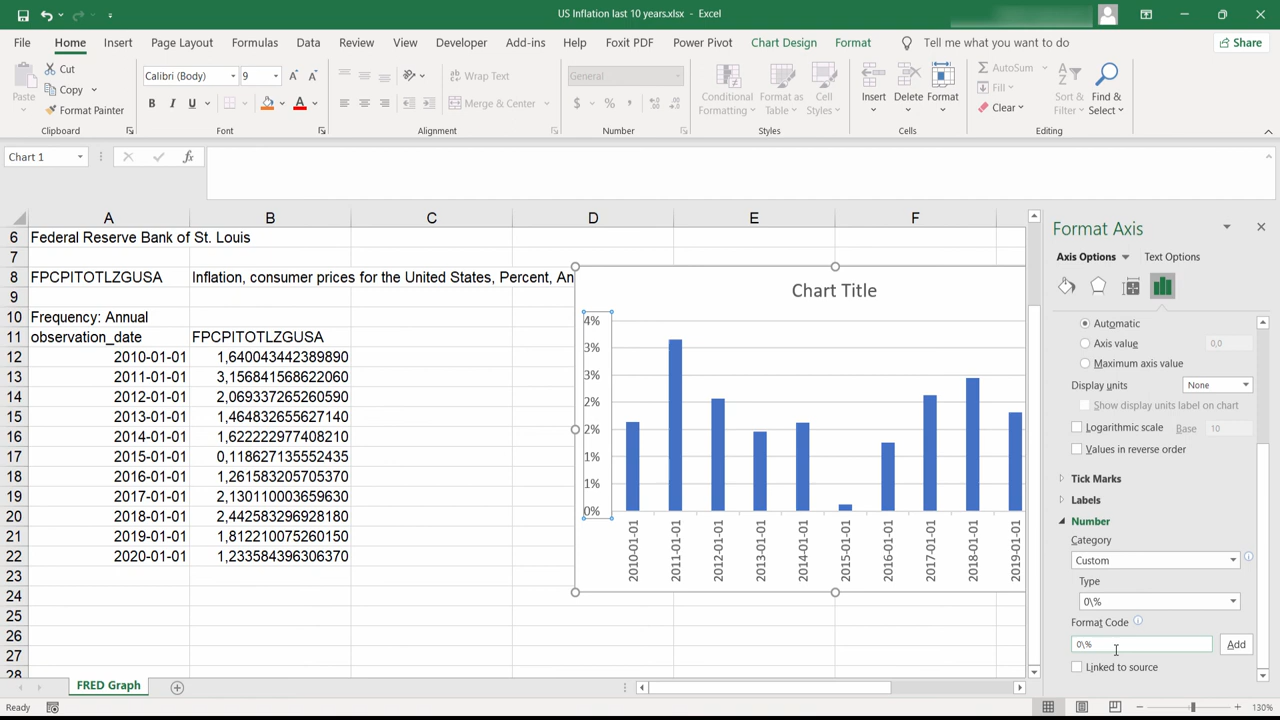 US Inflation last 10 years.xlsx - Excel
File Home Insert Page Layout Formulas Data Review View Developer Add-ins Help Foxit PDF Power Pivot Chart Design Format Tell me what you want to do Share
Paste
Cut
Copy
Format Painter
Clipboard
Calibri (Body) 9
B I U
Font
Wrap Text
Merge & Center
Alignment
General
$ % ,
Number
Conditional Formatting
Format as Table
Cell Styles
Styles
Insert
Delete
Format
Cells
AutoSum
Fill
Clear
Sort & Filter
Find & Select
Editing
Chart 1
fx
A B C D E F
6 Federal Reserve Bank of St. Louis
7
8 FPCPITOTLZGUSA Inflation, consumer prices for the United States, Percent, An
9
10 Frequency: Annual
11 observation_date FPCPITOTLZGUSA
12 2010-01-01 1,640043442389890
13 2011-01-01 3,156841568622060
14 2012-01-01 2,069337265260590
15 2013-01-01 1,464832655627140
16 2014-01-01 1,622222977408210
17 2015-01-01 0,118627135552435
18 2016-01-01 1,261583205705370
19 2017-01-01 2,130110003659630
20 2018-01-01 2,442583296928180
21 2019-01-01 1,812210075260150
22 2020-01-01 1,233584396306370
23
24
25
26
27
28
Chart Title
4%
3%
3%
2%
2%
1%
1%
0%
2010-01-01
2011-01-01
2012-01-01
2013-01-01
2014-01-01
2015-01-01
2016-01-01
2017-01-01
2018-01-01
2019-01-01
Format Axis
Axis Options Text Options
Automatic
Axis value 0,0
Maximum axis value
Display units None
Show display units label on chart
Logarithmic scale Base 10
Values in reverse order
Tick Marks
Labels
Number
Category
Custom
Type
0\%
Format Code
0\% Add
Linked to source
FRED Graph
Ready
130%